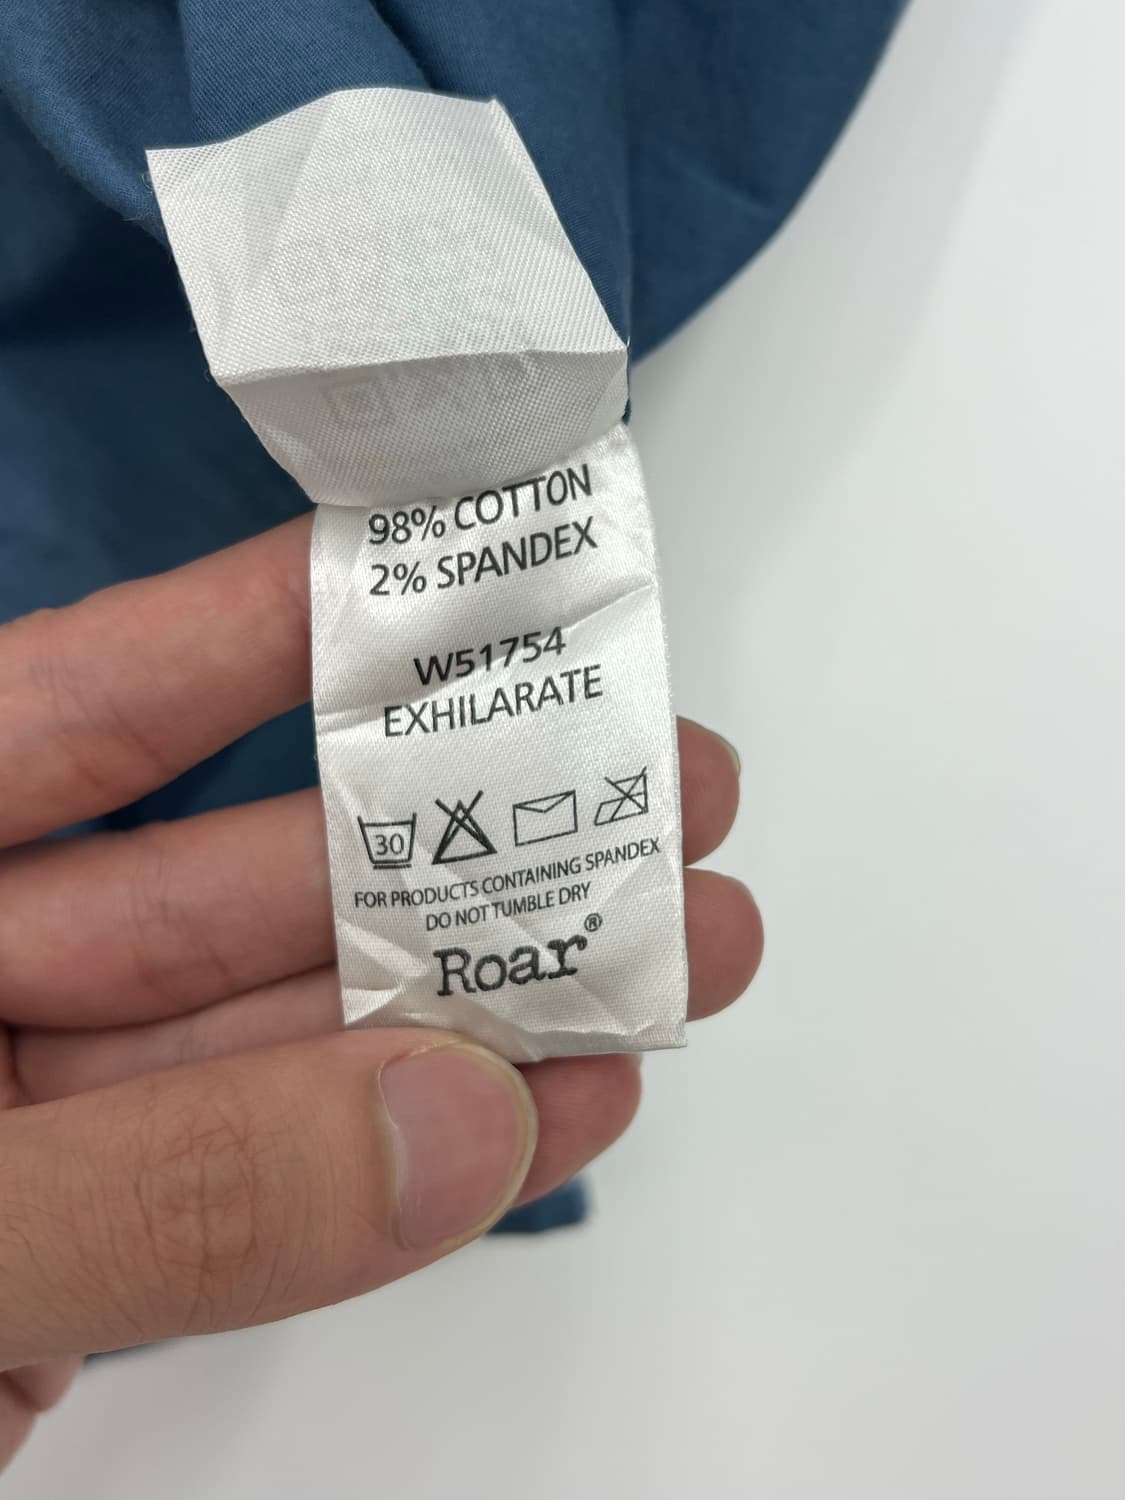 98% COTTON
2% SPANDEX
W51754
EXHILARATE
30
FOR PRODUCTS CONTAINING SPANDEX
DO NOT TUMBLE DRY
Roar®